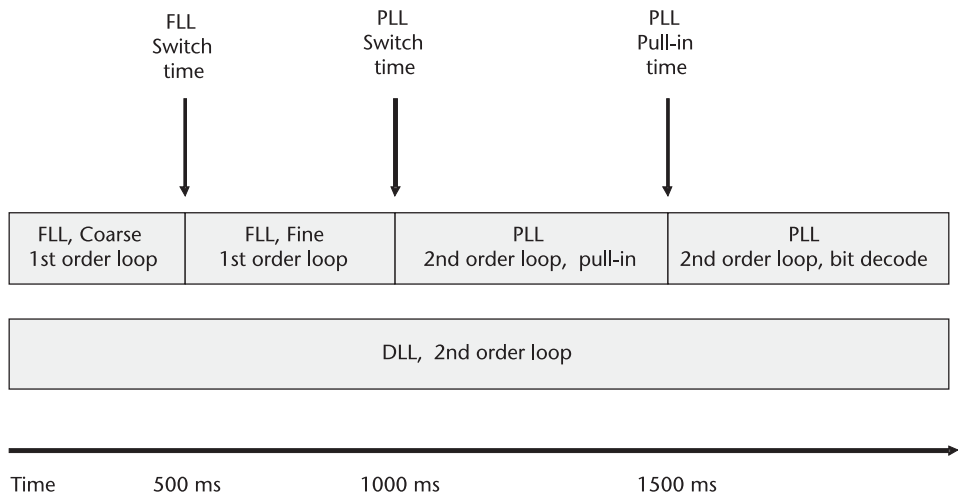 FLL
Switch
time
PLL
Switch
time
PLL
Pull-in
time
FLL, Coarse
1st order loop
FLL, Fine
1st order loop
PLL
2nd order loop, pull-in
PLL
2nd order loop, bit decode
DLL, 2nd order loop
Time 500 ms 1000 ms 1500 ms